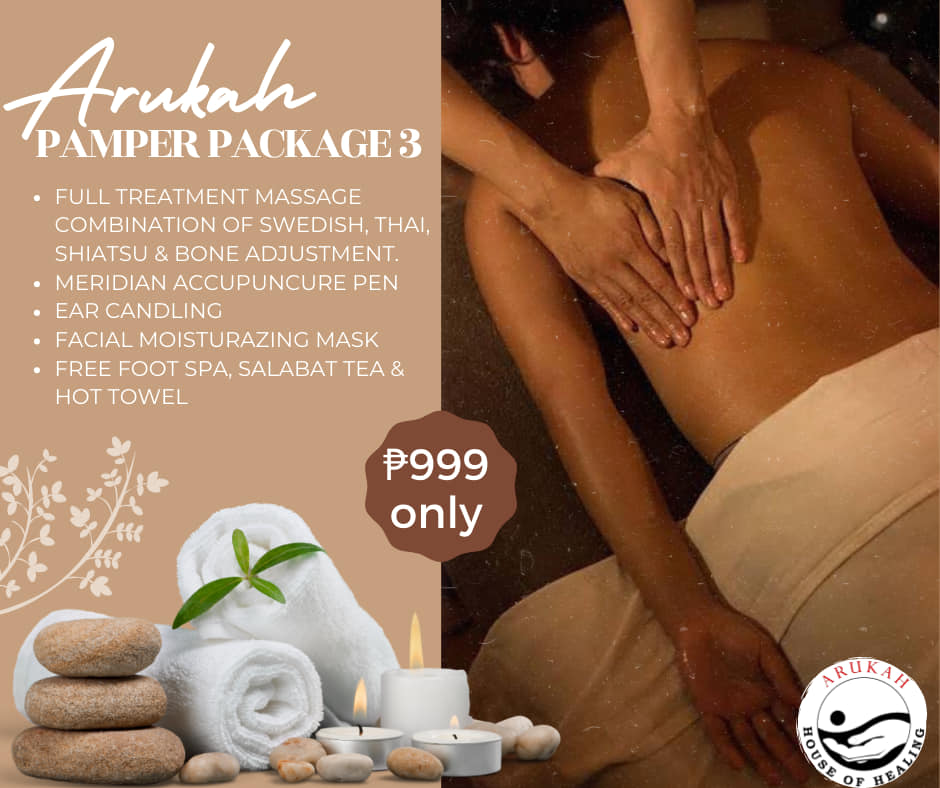 Arukah
PAMPER PACKAGE 3
• FULL TREATMENT MASSAGE
COMBINATION OF SWEDISH, THAI,
SHIATSU & BONE ADJUSTMENT.
• MERIDIAN ACCUPUNCURE PEN
• EAR CANDLING
• FACIAL MOISTURAZING MASK
• FREE FOOT SPA, SALABAT TEA &
HOT TOWEL
₱999
only
ARUKAH
HOUSE OF HEALING